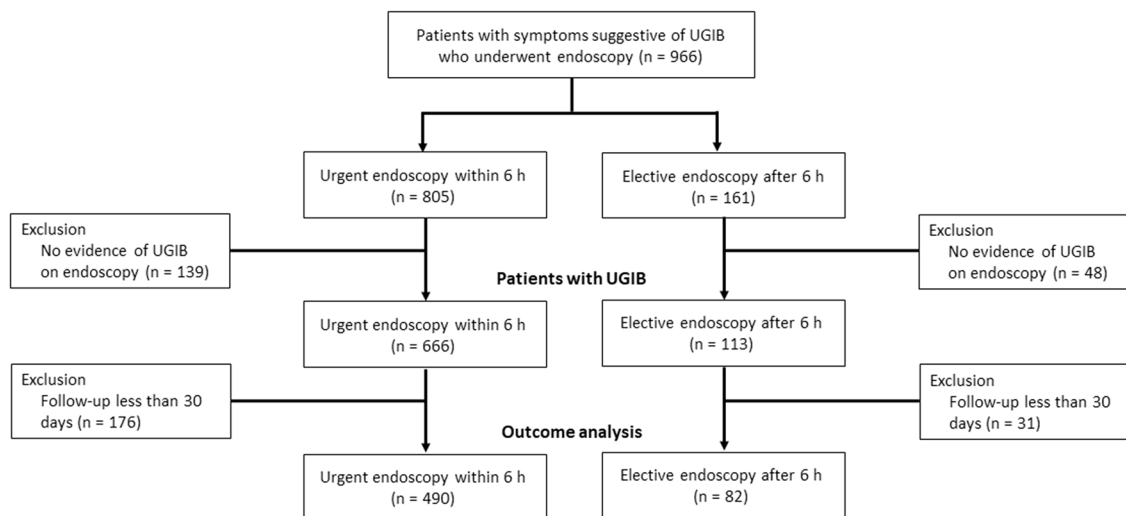 Patients with symptoms suggestive of UGIB
who underwent endoscopy (n = 966)
Urgent endoscopy within 6 h
(n = 805)
Elective endoscopy after 6 h
(n = 161)
Exclusion
No evidence of UGIB
on endoscopy (n = 139)
Exclusion
No evidence of UGIB
on endoscopy (n = 48)
Patients with UGIB
Urgent endoscopy within 6 h
(n = 666)
Elective endoscopy after 6 h
(n = 113)
Exclusion
Follow-up less than 30
days (n = 176)
Exclusion
Follow-up less than 30
days (n = 31)
Outcome analysis
Urgent endoscopy within 6 h
(n = 490)
Elective endoscopy after 6 h
(n = 82)